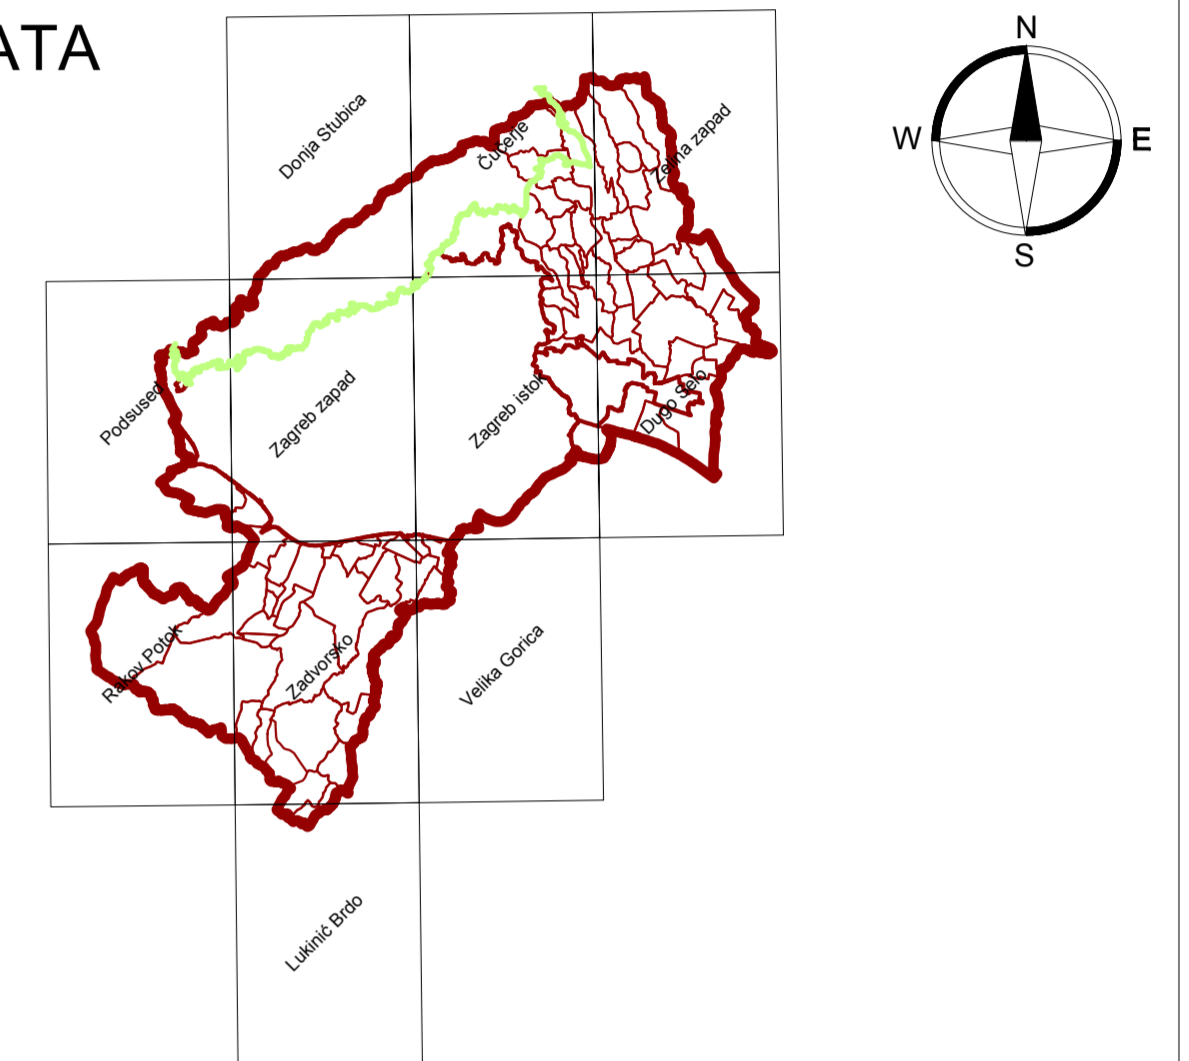 ATA
N
W
E
S
Donja Stubica
Čučerje
Zelina zapad
Podsused
Zagreb zapad
Zagreb istok
Dugo Selo
Rakov Potok
Zadvorsko
Velika Gorica
Lukinić Brdo